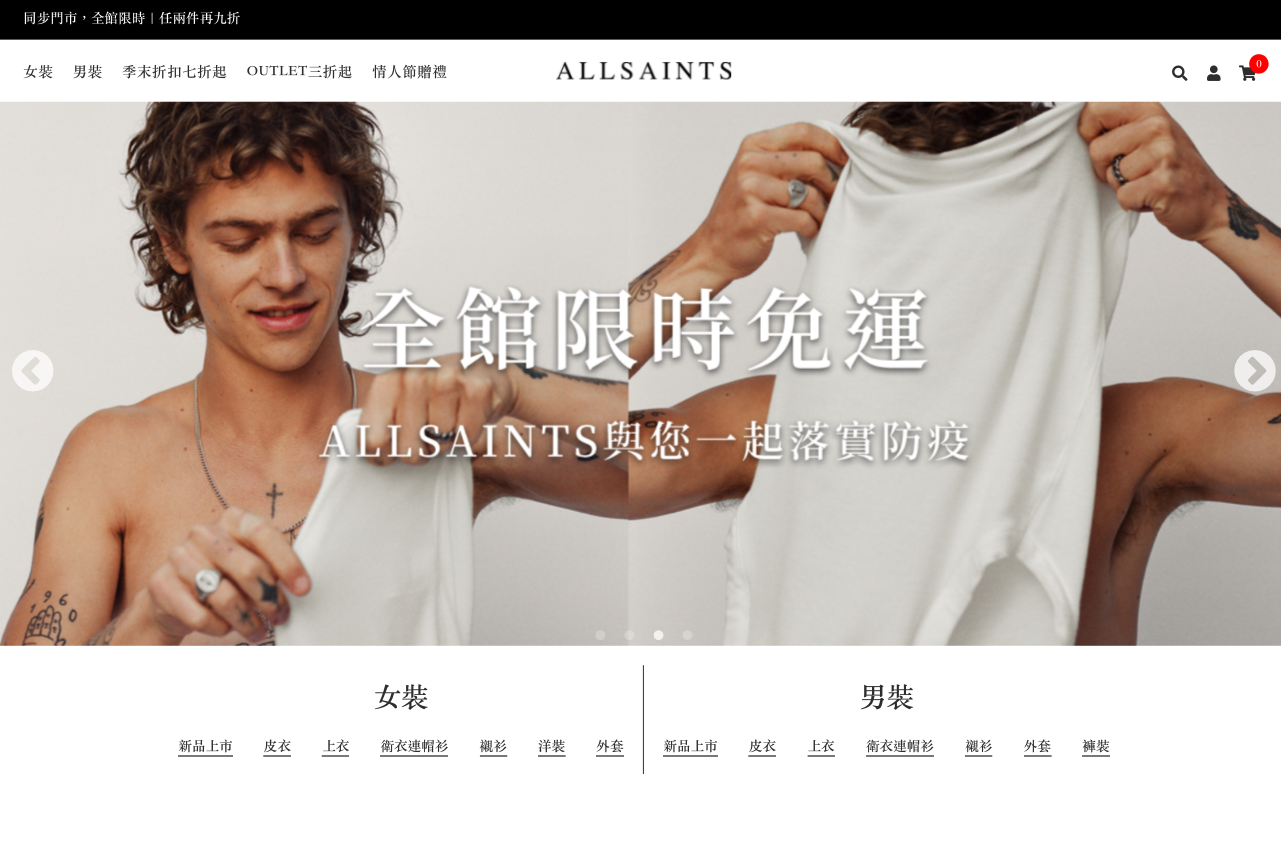 同步門市，全館限時｜任兩件再九折
女裝 男裝 季末折扣七折起 OUTLET三折起 情人節贈禮
ALLSAINTS
0
全館限時免運
ALLSAINTS與您一起落實防疫
1960
女裝
新品上市 皮衣 上衣 衛衣連帽衫 襯衫 洋裝 外套
男裝
新品上市 皮衣 上衣 衛衣連帽衫 襯衫 外套 褲裝